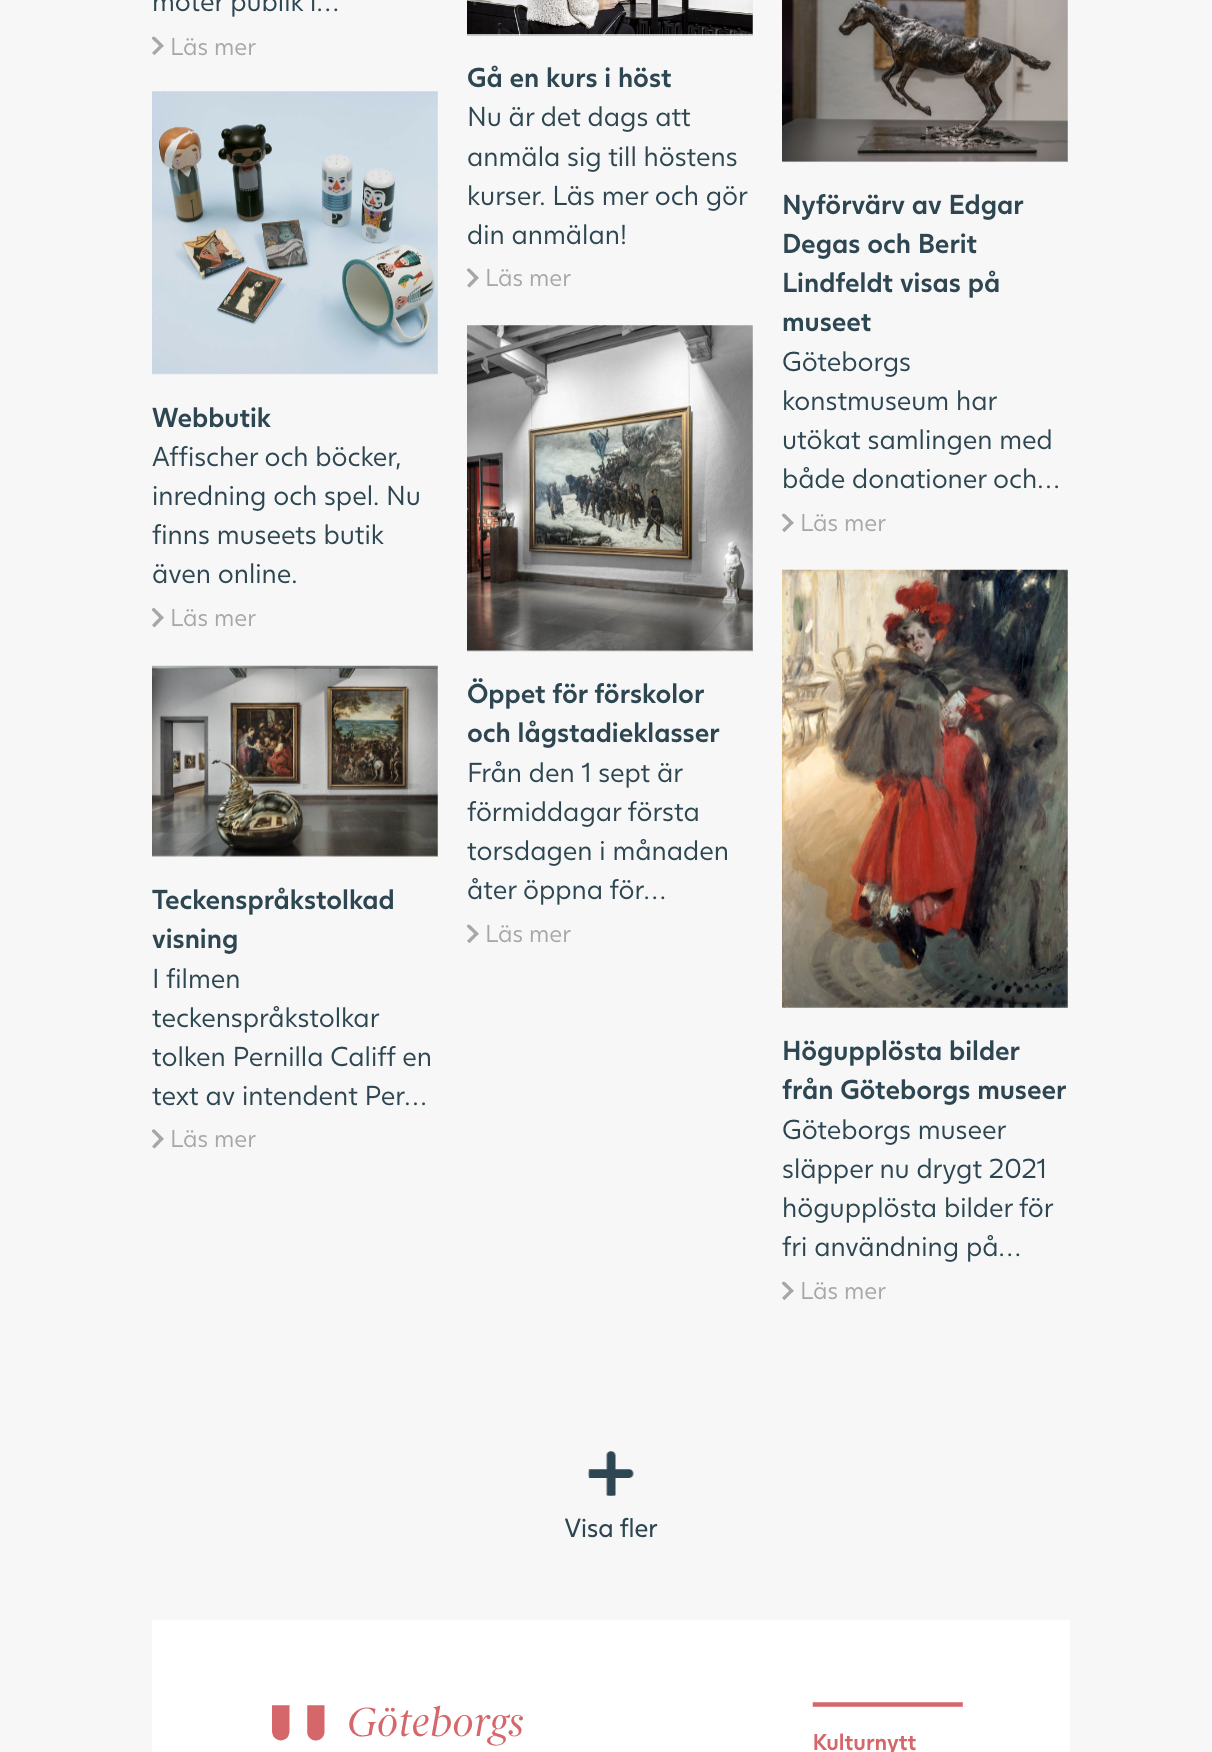 Läs mer
Webbutik
Affischer och böcker,
inredning och spel. Nu
finns museets butik
även online.
Läs mer
Teckenspråkstolkad
visning
I filmen
teckenspråkstolkar
tolken Pernilla Califf en
text av intendent Per...
Läs mer
Gå en kurs i höst
Nu är det dags att
anmäla sig till höstens
kurser. Läs mer och gör
din anmälan!
Läs mer
Öppet för förskolor
och lågstadieklasser
Från den 1 sept är
förmiddagar första
torsdagen i månaden
åter öppna för...
Läs mer
Nyförvärv av Edgar
Degas och Berit
Lindfeldt visas på
museet
Göteborgs
konstmuseum har
utökat samlingen med
både donationer och...
Läs mer
Högupplösta bilder
från Göteborgs museer
Göteborgs museer
släpper nu drygt 2021
högupplösta bilder för
fri användning på...
Läs mer
Visa fler
Göteborgs
Kulturnytt